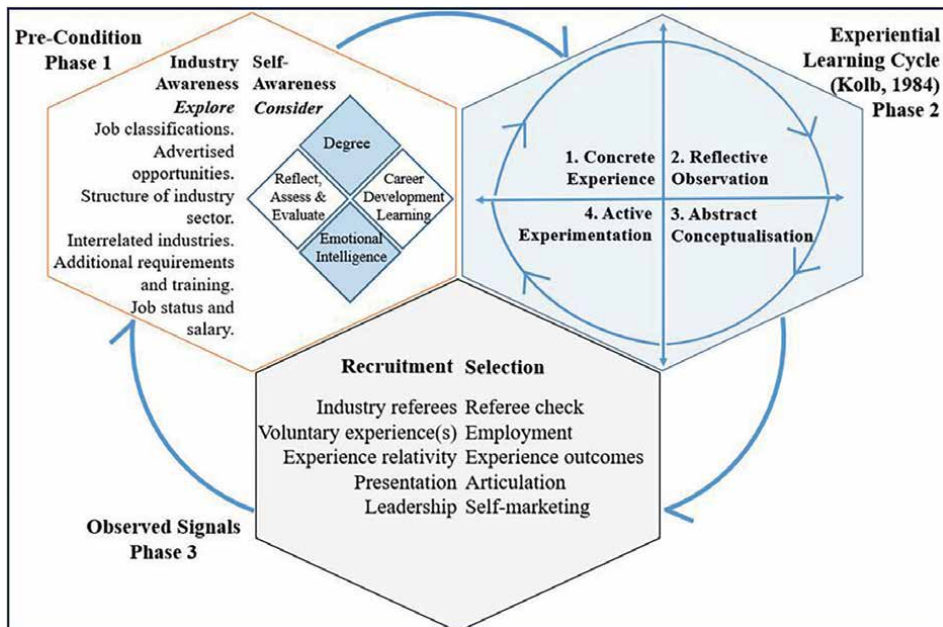 Pre-Condition
Phase 1
Industry
Awareness
Explore
Job classifications.
Advertised
opportunities.
Structure of industry
sector.
Interrelated industries.
Additional requirements
and training.
Job status and
salary.
Self-
Awareness
Consider
Degree
Reflect,
Assess &
Evaluate
Career
Development
Learning
Emotional
Intelligence
Experiential
Learning Cycle
(Kolb, 1984)
Phase 2
1. Concrete
Experience
2. Reflective
Observation
4. Active
Experimentation
3. Abstract
Conceptualisation
Recruitment
Industry referees
Voluntary experience(s)
Experience relativity
Presentation
Leadership
Selection
Referee check
Employment
Experience outcomes
Articulation
Self-marketing
Observed Signals
Phase 3